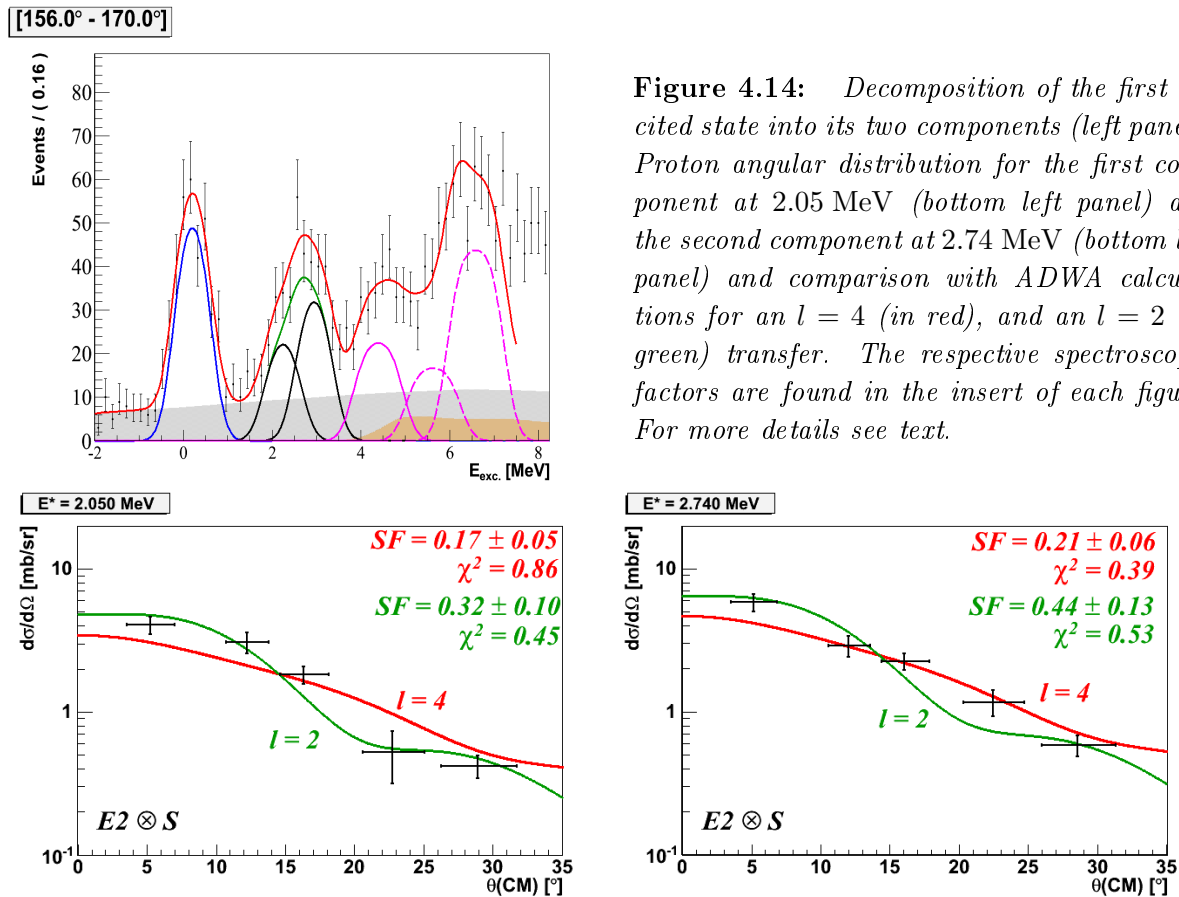 [156.0° - 170.0°]
Events / ( 0.16 )
80
70
60
50
40
30
20
10
0
-2 0 2 4 6 8
E_exc. [MeV]
Figure 4.14: Decomposition of the first
cited state into its two components (left pane
Proton angular distribution for the first co
ponent at 2.05 MeV (bottom left panel) a
the second component at 2.74 MeV (bottom l
panel) and comparison with ADWA calcu
tions for an l = 4 (in red), and an l = 2
green) transfer. The respective spectrosco
factors are found in the insert of each figu
For more details see text.
E* = 2.050 MeV
dσ/dΩ [mb/sr]
10
1
10⁻¹
SF = 0.17 ± 0.05
χ² = 0.86
SF = 0.32 ± 0.10
χ² = 0.45
l = 4
l = 2
E2 ⊗ S
0 5 10 15 20 25 30 35
θ(CM) [°]
E* = 2.740 MeV
dσ/dΩ [mb/sr]
10
1
10⁻¹
SF = 0.21 ± 0.06
χ² = 0.39
SF = 0.44 ± 0.13
χ² = 0.53
l = 4
l = 2
E2 ⊗ S
0 5 10 15 20 25 30 35
θ(CM) [°]